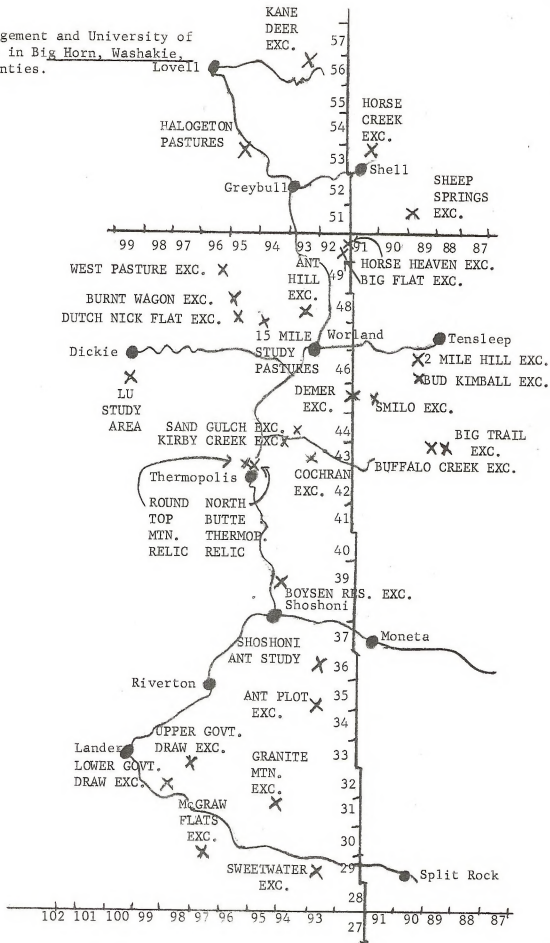 gement and University of
in Big Horn, Washakie,
nties.
KANE
DEER
EXC.
57
56
Lovell
55
54
53
52
51
HORSE
CREEK
EXC.
HALOGETON
PASTURES
Shell
Greybull
SHEEP
SPRINGS
EXC.
99 98 97 96 95 94 93 92 91 90 89 88 87
WEST PASTURE EXC.
ANT
HILL
EXC.
49
HORSE HEAVEN EXC.
BIG FLAT EXC.
BURNT WAGON EXC.
DUTCH NICK FLAT EXC.
48
15 MILE
STUDY
PASTURES
Worland
Tensleep
Dickie
46
2 MILE HILL EXC.
BUD KIMBALL EXC.
LU
STUDY
AREA
DEMER
EXC.
SMILO EXC.
SAND GULCH EXC.
KIRBY CREEK EXC.
44
43
42
41
BIG TRAIL
EXC.
BUFFALO CREEK EXC.
Thermopolis
COCHRAN
EXC.
ROUND NORTH
TOP BUTTE
MTN. THERMOP.
RELIC RELIC
40
39
BOYSEN RES. EXC.
Shoshoni
37
Moneta
SHOSHONI
ANT STUDY
36
Riverton
ANT PLOT
EXC.
35
34
33
UPPER GOVT.
DRAW EXC.
Lander
LOWER GOVT.
DRAW EXC.
GRANITE
MTN.
EXC.
32
31
McGRAW
FLATS
EXC.
30
29
SWEETWATER
EXC.
Split Rock
28
102 101 100 99 98 97 96 95 94 93 91 90 89 88 87
27